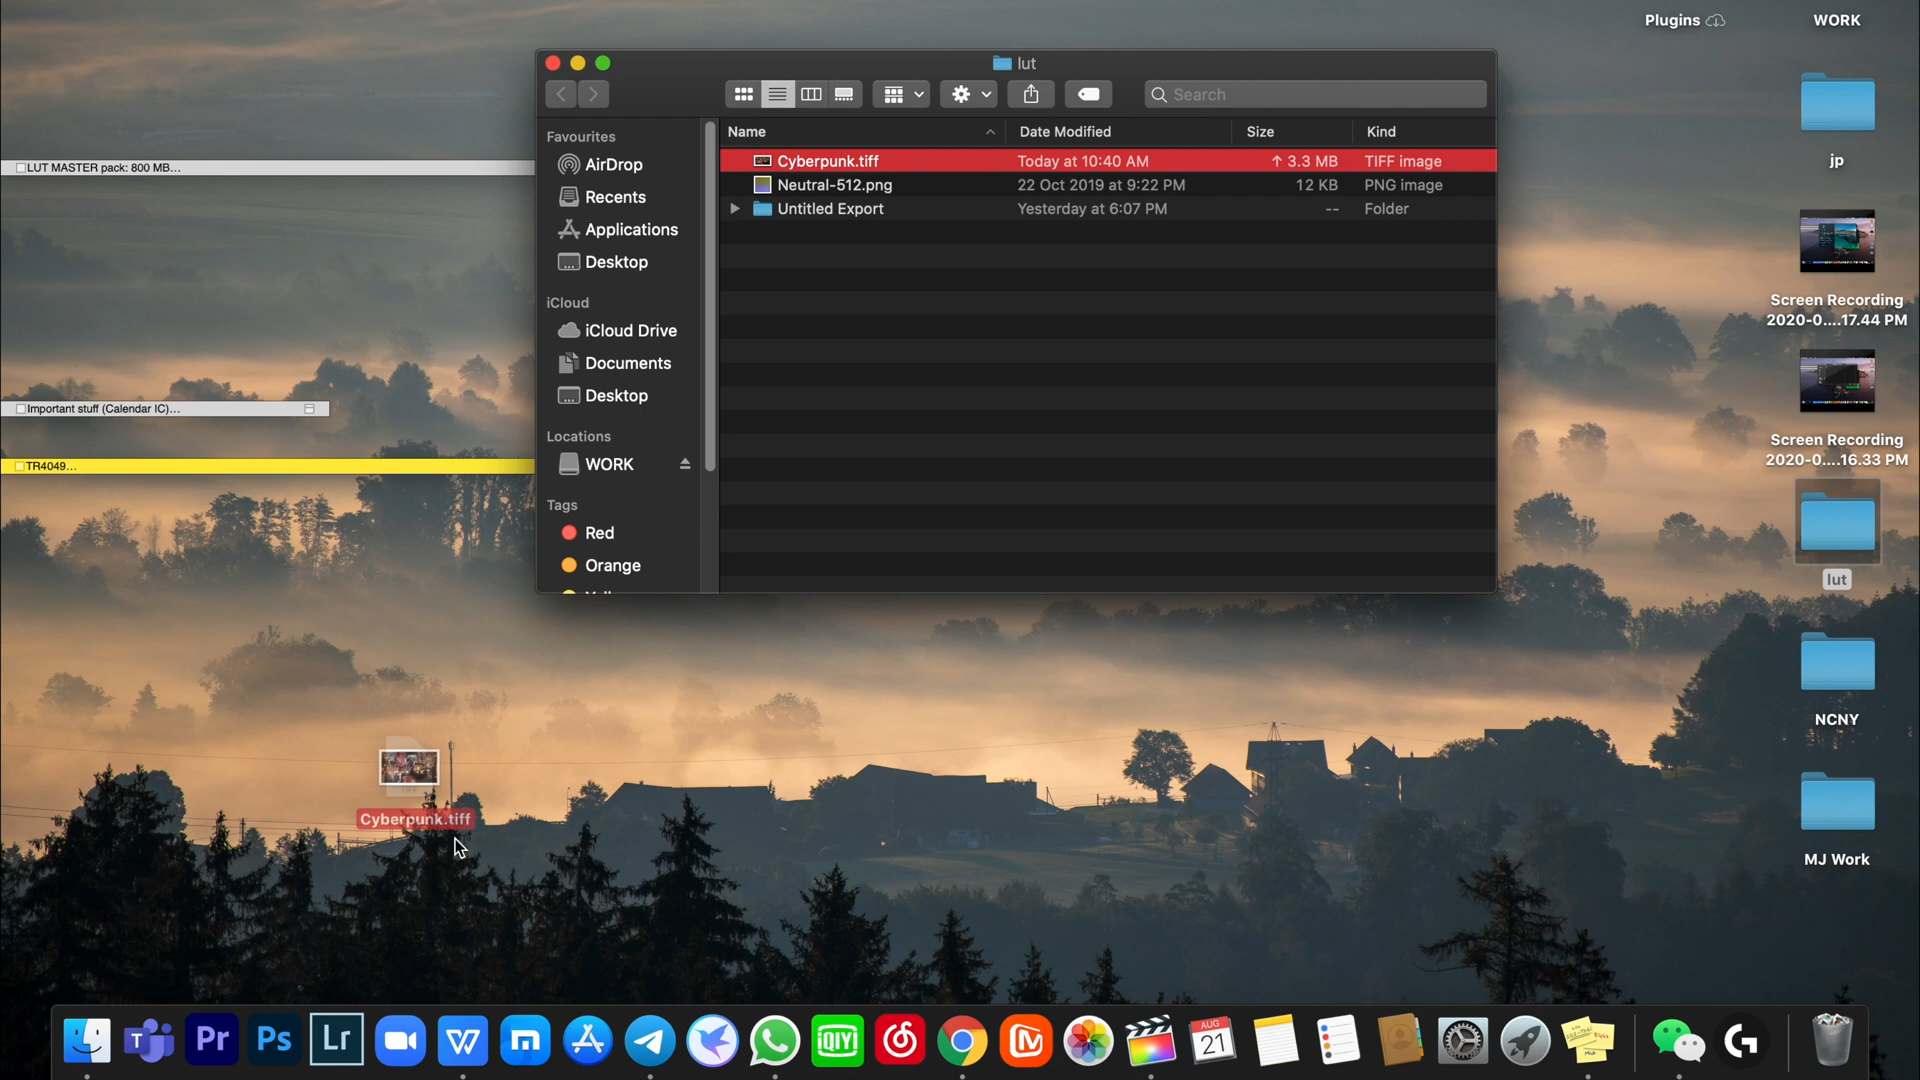 Plugins
WORK
lut
Search
Name
Date Modified
Size
Kind
Favourites
AirDrop
Recents
Applications
Desktop
iCloud
iCloud Drive
Documents
Desktop
Locations
WORK
Tags
Red
Orange
Cyberpunk.tiff
Today at 10:40 AM
3.3 MB
TIFF image
Neutral-512.png
22 Oct 2019 at 9:22 PM
12 KB
PNG image
Untitled Export
Yesterday at 6:07 PM
--
Folder
LUT MASTER pack: 800 MB...
Important stuff (Calendar IC)...
TR4049...
jp
Screen Recording
2020-0....17.44 PM
Screen Recording
2020-0....16.33 PM
lut
NCNY
MJ Work
Cyberpunk.tiff
T
Pr
Ps
Lr
iQIYI
AUG
21